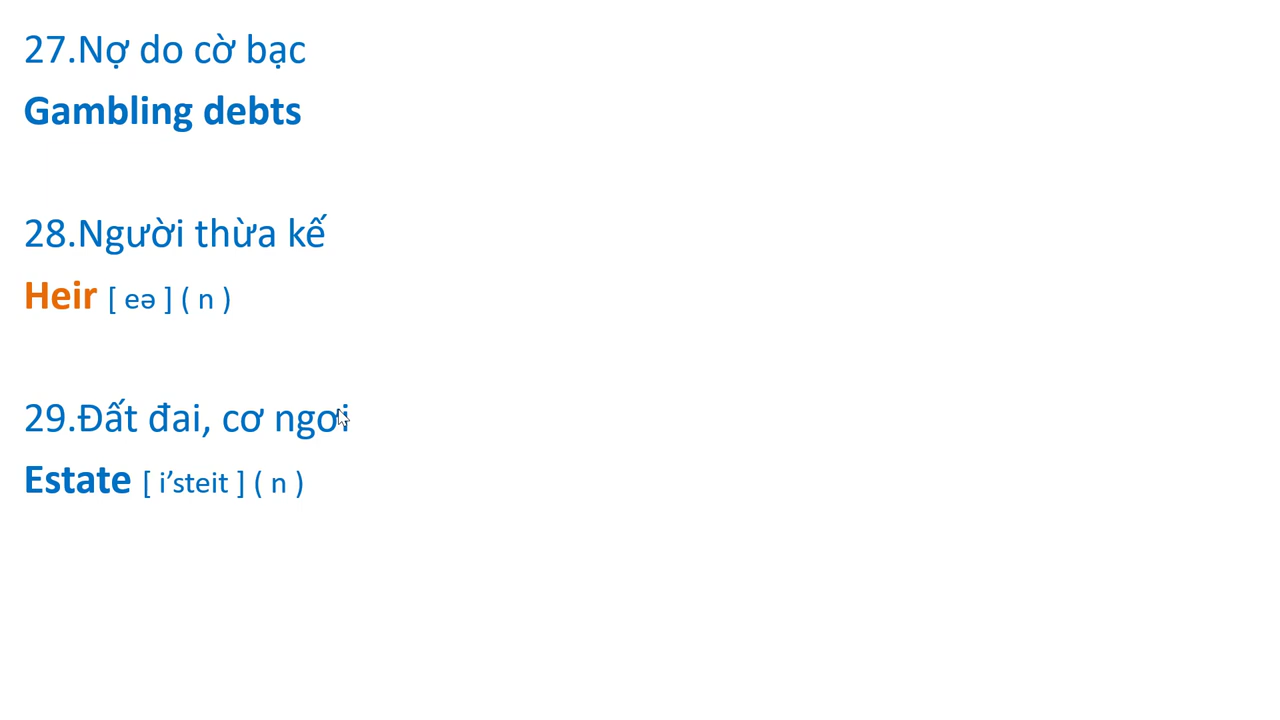 27.Nợ do cờ bạc
Gambling debts
28.Người thừa kế
Heir [ eə ] ( n )
29.Đất đai, cơ ngơi
Estate [ i’steit ] ( n )